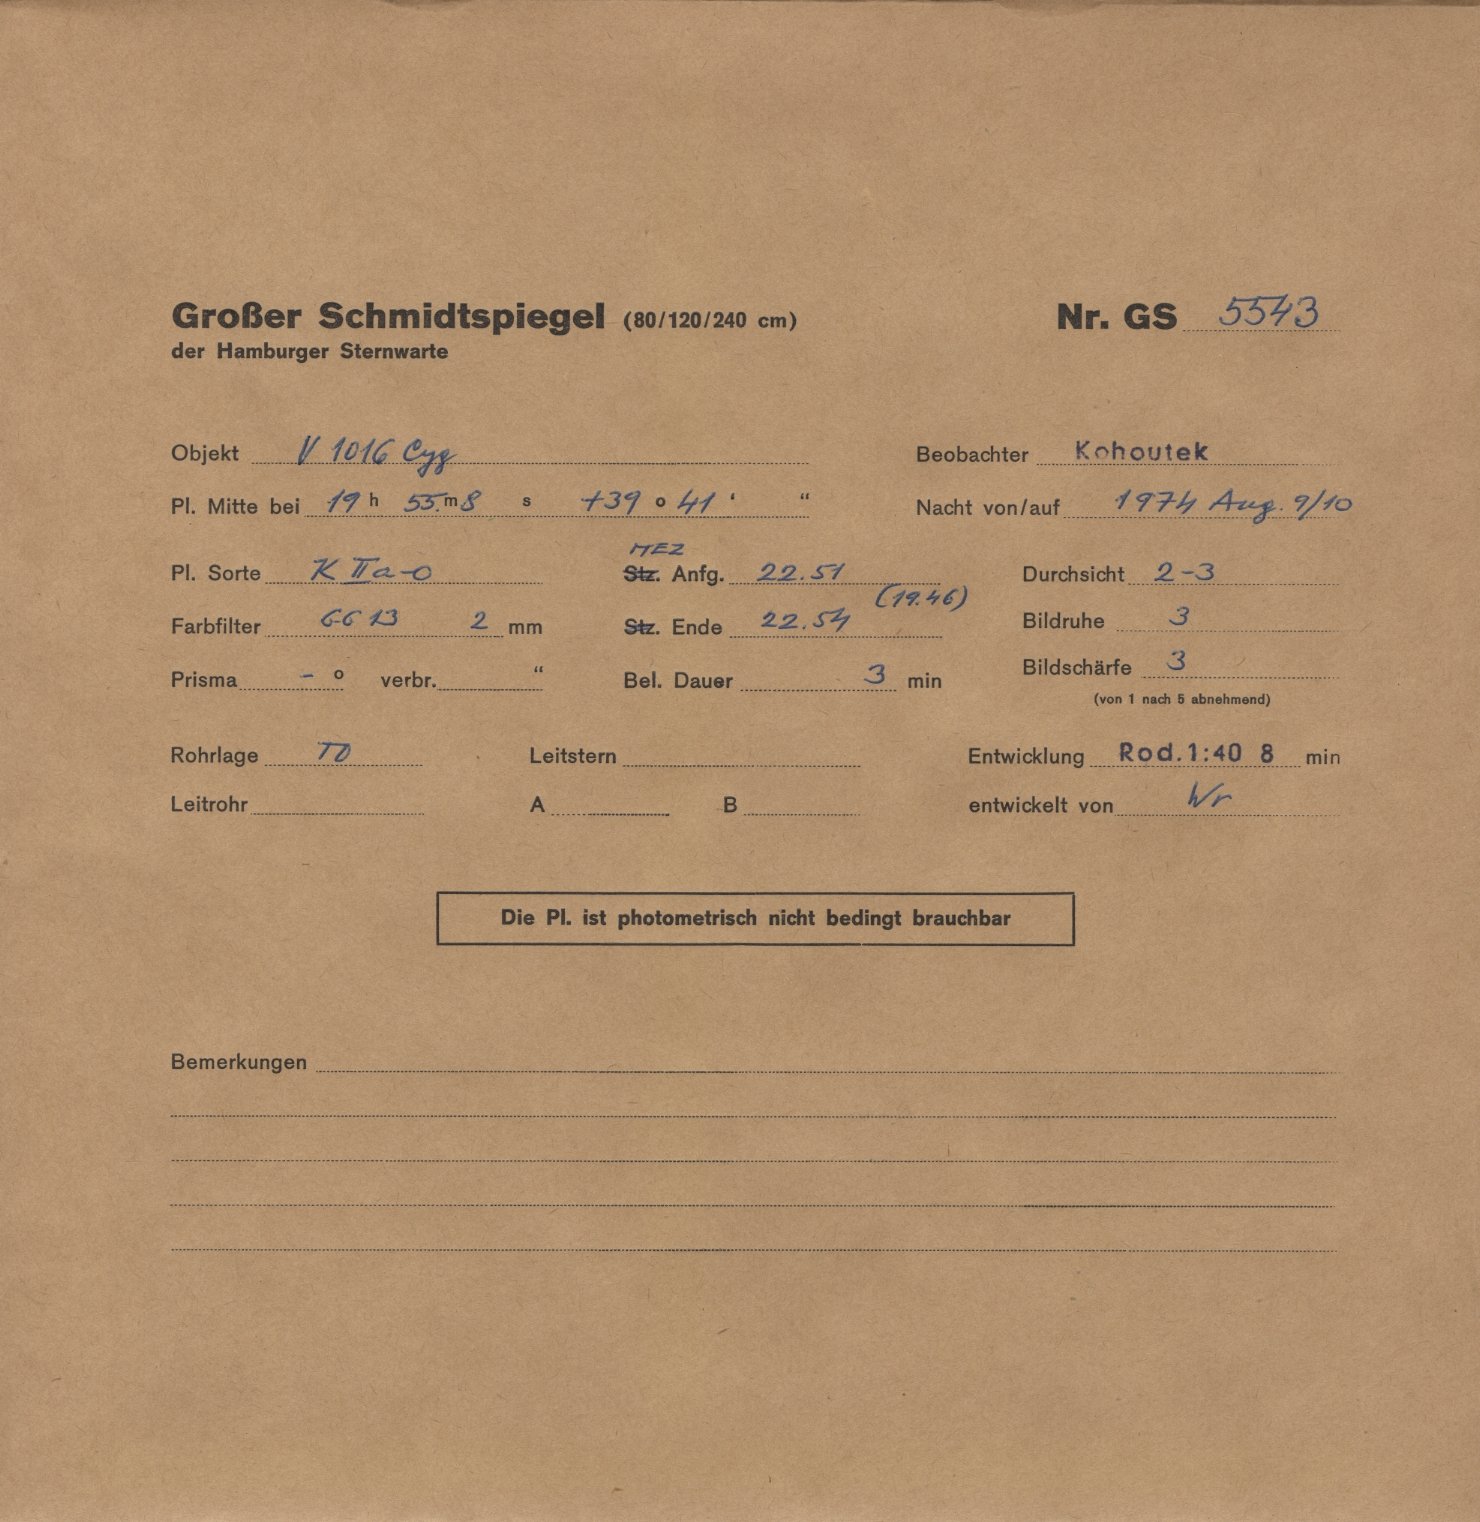 Großer Schmidtspiegel (80/120/240 cm) Nr. GS 5543
der Hamburger Sternwarte
Objekt V 1016 Cyg Beobachter Kohoutek
Pl. Mitte bei 19 h 55. m 8 s +39 o 41 ‘ “ Nacht von/auf 1974 Aug. 9/10
MEZ
Pl. Sorte K IIa-O Stz. Anfg. 22.51 Durchsicht 2-3
(19.46)
Farbfilter GG 13 2 mm Stz. Ende 22.54 Bildruhe 3
Prisma - o verbr. “ Bel. Dauer 3 min Bildschärfe 3
(von 1 nach 5 abnehmend)
Rohrlage TO Leitstern Entwicklung Rod.1:40 8 min
Leitrohr A B entwickelt von Wr
Die Pl. ist photometrisch nicht bedingt brauchbar
Bemerkungen